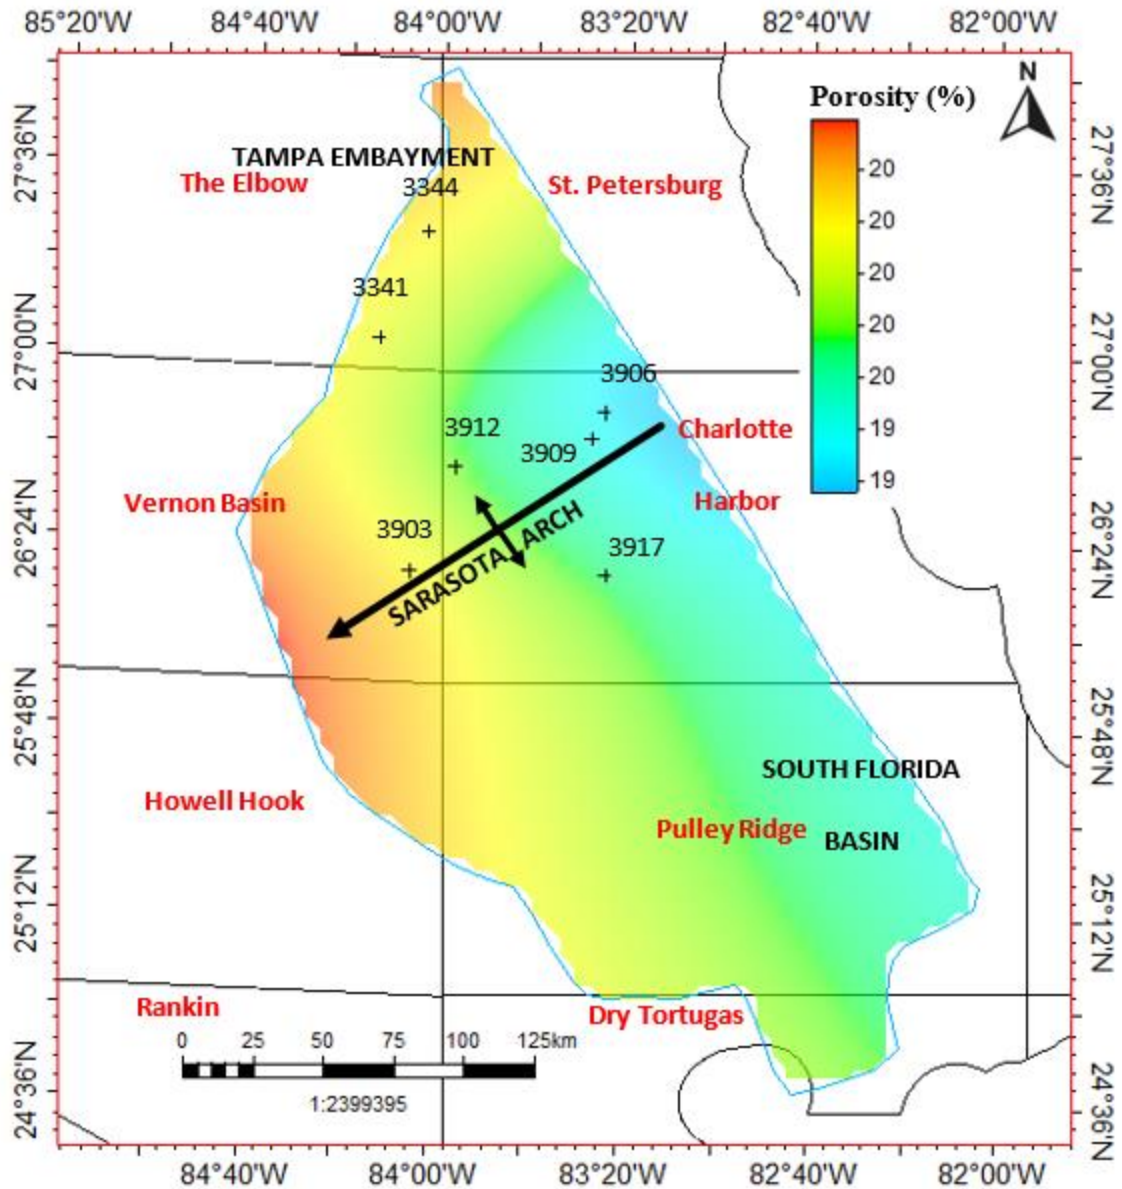 85°20'W 84°40'W 84°00'W 83°20'W 82°40'W 82°00'W
N
Porosity (%)
27°36'N
TAMPA EMBAYMENT
27°36'N
The Elbow
3344
St. Petersburg
20
20
3341
20
27°00'N
20
27°00'N
3906
20
3912
Charlotte
19
3909
19
Vernon Basin
Harbor
26°24'N
3903
SARASOTA ARCH
3917
26°24'N
25°48'N
SOUTH FLORIDA
25°48'N
Howell Hook
Pulley Ridge
BASIN
25°12'N
25°12'N
Rankin
Dry Tortugas
0 25 50 75 100 125km
24°36'N
1:2399395
24°36'N
84°40'W 84°00'W 83°20'W 82°40'W 82°00'W